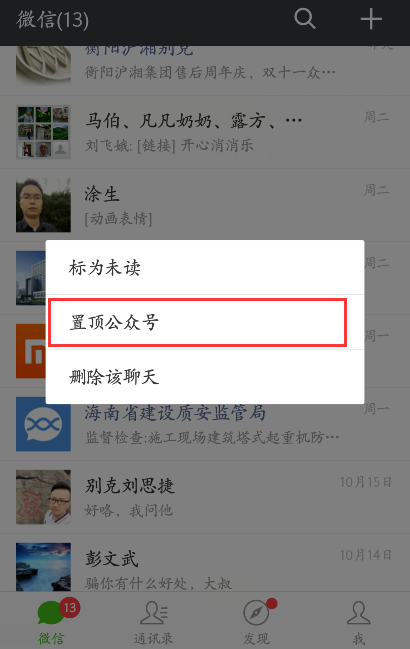 微信(13)
衡阳沪湘别克
衡阳沪湘集团售后周年庆，双十一众…
马伯、凡凡奶奶、露方、…
周二
刘飞娥: [链接] 开心消消乐
涂生
周二
[动画表情]
周二
标为未读
置顶公众号
删除该聊天
周一
海南省建设质安监管局
周一
监督检查:施工现场建筑塔式起重机防…
别克刘思捷
10月15日
好咯，我问他
彭文武
10月14日
骗你有什么好处，大叔
13
微信
通讯录
发现
我